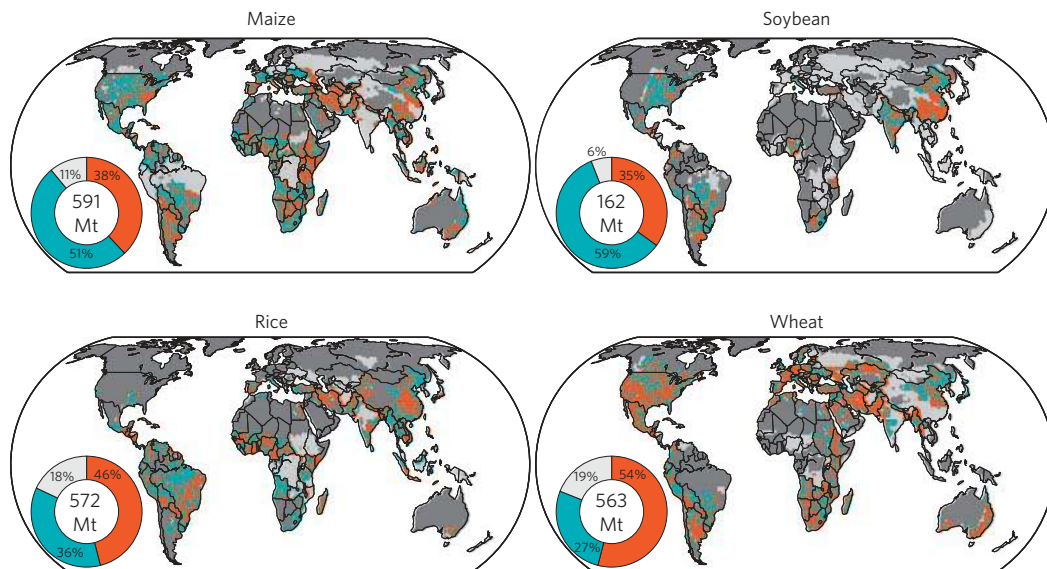 Maize
Soybean
11%
38%
591
Mt
51%
6%
35%
162
Mt
59%
Rice
Wheat
18%
46%
572
Mt
36%
19%
54%
563
Mt
27%